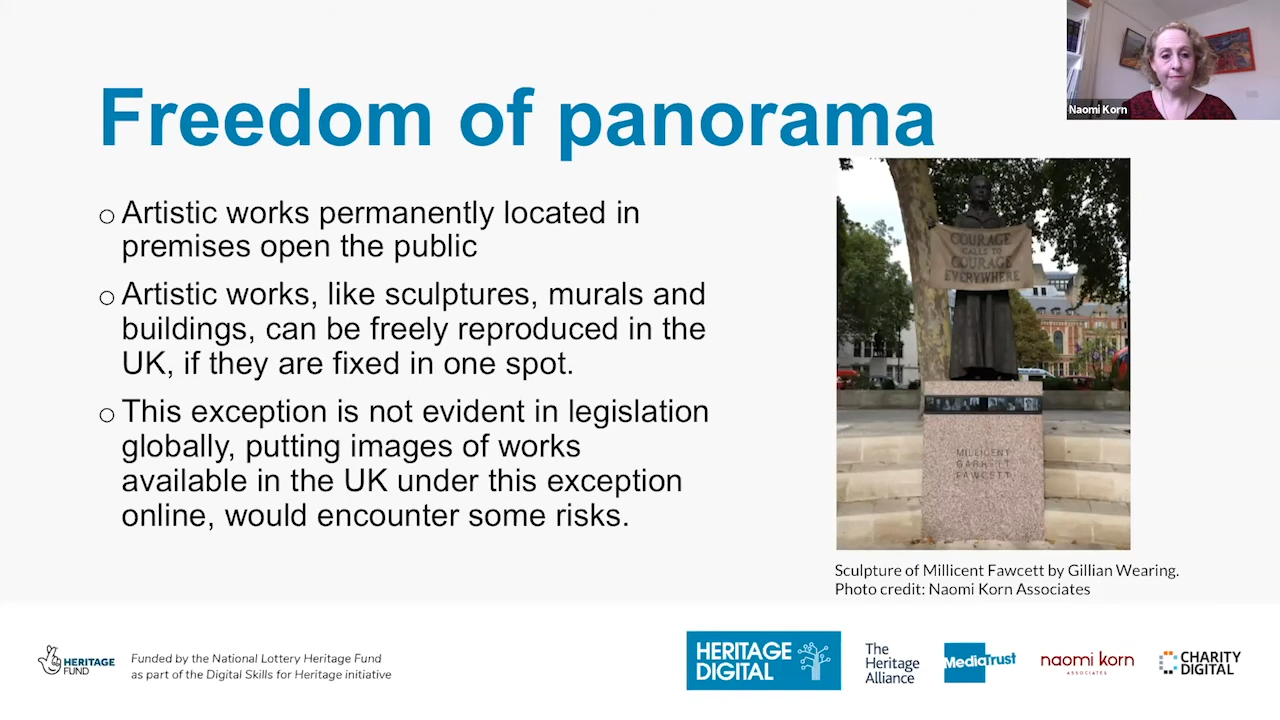 Freedom of panorama
Naomi Korn
Artistic works permanently located in
premises open the public
Artistic works, like sculptures, murals and
buildings, can be freely reproduced in the
UK, if they are fixed in one spot.
This exception is not evident in legislation
globally, putting images of works
available in the UK under this exception
online, would encounter some risks.
COURAGE
CALLS TO
COURAGE
EVERYWHERE
MILLICENT
GARRETT
FAWCETT
Sculpture of Millicent Fawcett by Gillian Wearing.
Photo credit: Naomi Korn Associates
HERITAGE
FUND
Funded by the National Lottery Heritage Fund
as part of the Digital Skills for Heritage initiative
HERITAGE
DIGITAL
The
Heritage
Alliance
MediaTrust
naomi korn
ASSOCIATES
CHARITY
DIGITAL